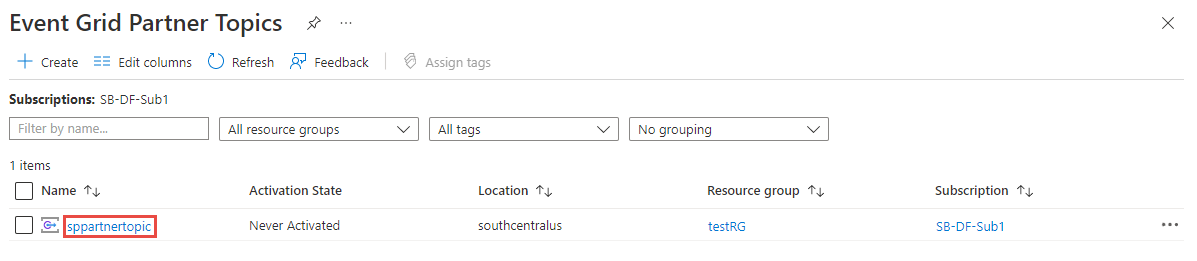 Event Grid Partner Topics
Create Edit columns Refresh Feedback Assign tags
Subscriptions: SB-DF-Sub1
Filter by name... All resource groups All tags No grouping
1 items
Name Activation State Location Resource group Subscription
sppartnertopic Never Activated southcentralus testRG SB-DF-Sub1